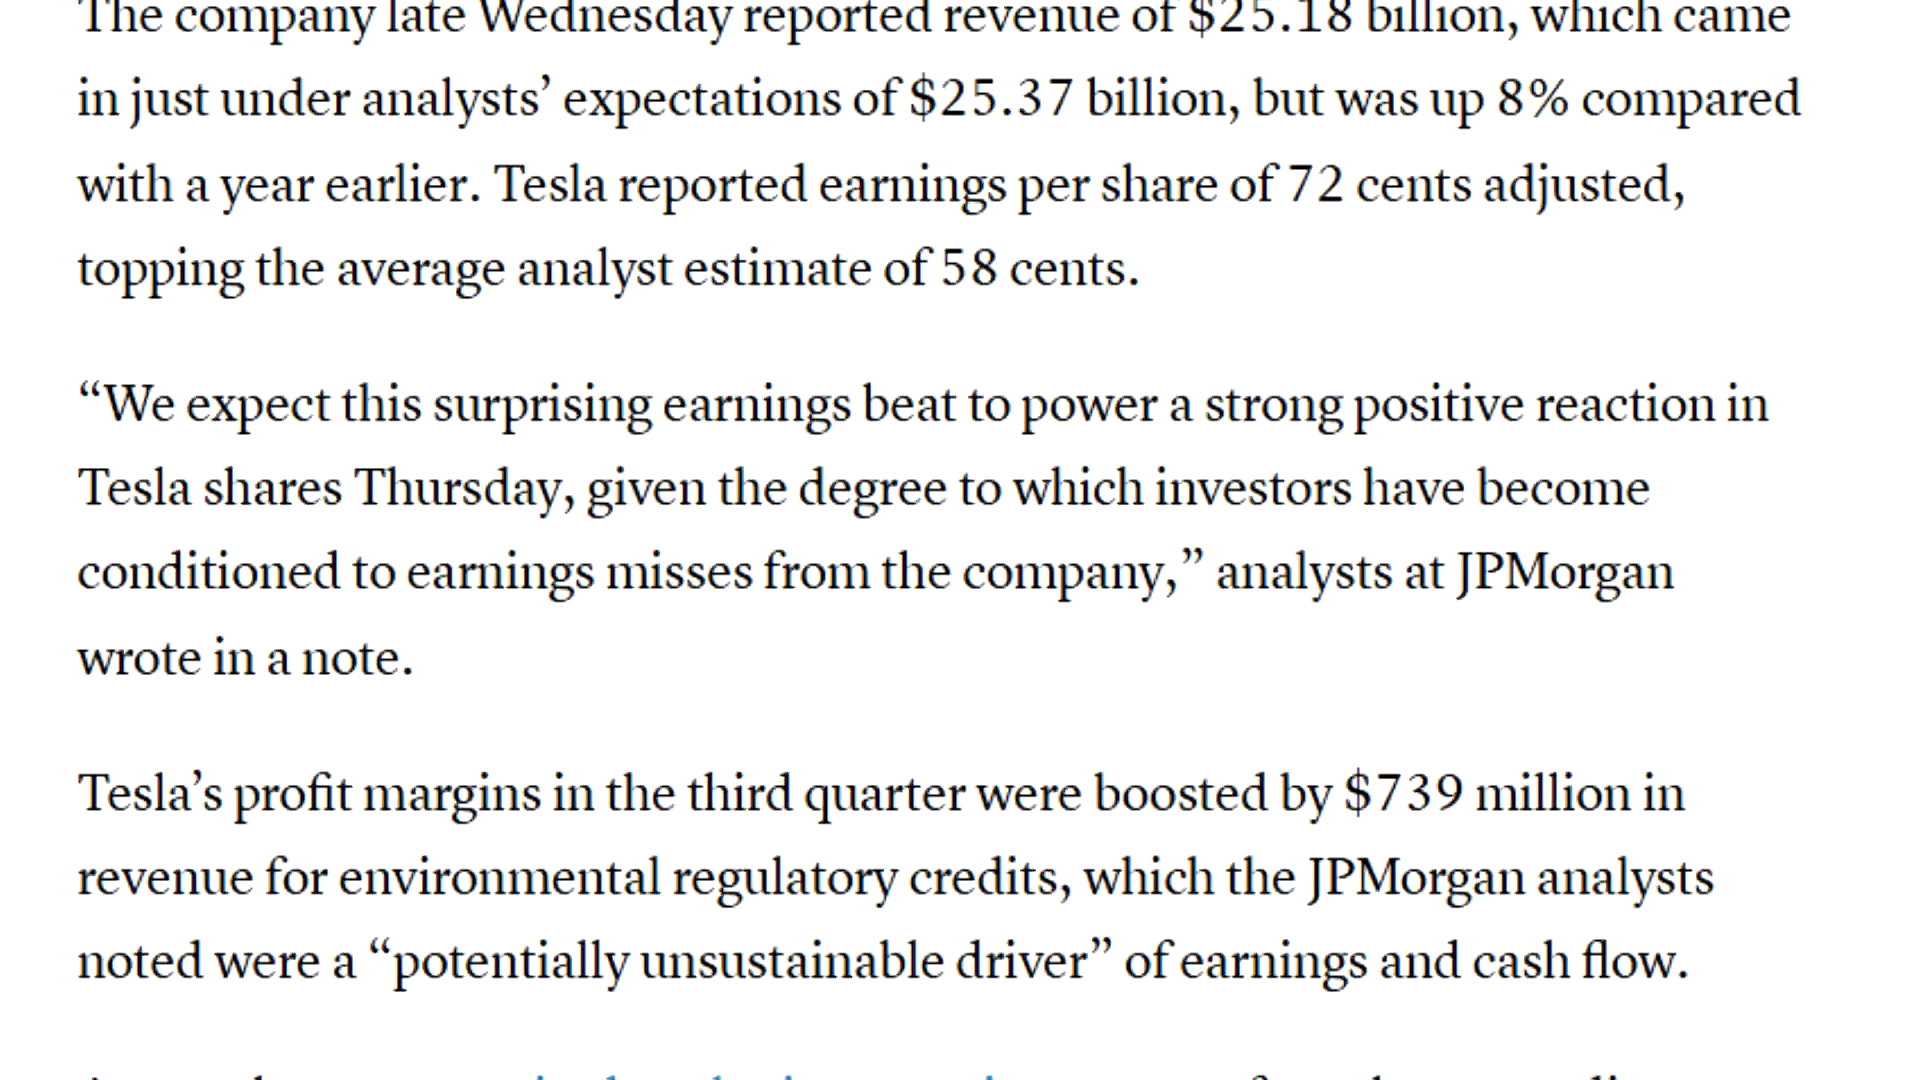 The company late Wednesday reported revenue of $25.18 billion, which came
in just under analysts’ expectations of $25.37 billion, but was up 8% compared
with a year earlier. Tesla reported earnings per share of 72 cents adjusted,
topping the average analyst estimate of 58 cents.
“We expect this surprising earnings beat to power a strong positive reaction in
Tesla shares Thursday, given the degree to which investors have become
conditioned to earnings misses from the company,” analysts at JPMorgan
wrote in a note.
Tesla’s profit margins in the third quarter were boosted by $739 million in
revenue for environmental regulatory credits, which the JPMorgan analysts
noted were a “potentially unsustainable driver” of earnings and cash flow.